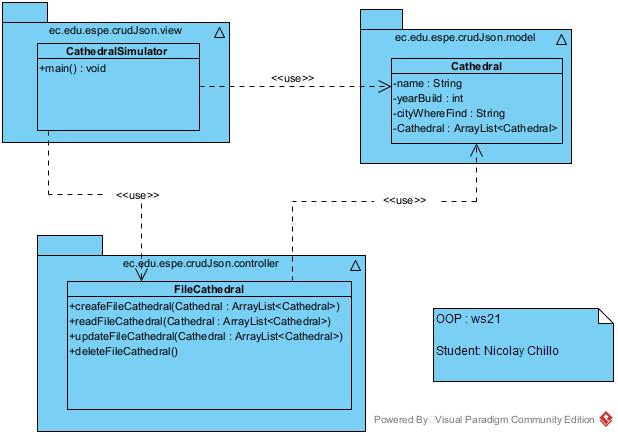 ec.edu.espe.crudJson.view
CathedralSimulator
+main() : void
<<use>>
ec.edu.espe.crudJson.model
Cathedral
-name : String
-yearBuild : int
-cityWhereFind : String
-Cathedral : ArrayList<Cathedral>
<<use>>
<<use>>
ec.edu.espe.crudJson.controller
FileCathedral
+createFileCathedral(Cathedral : ArrayList<Cathedral>)
+readFileCathedral(Cathedral : ArrayList<Cathedral>)
+updateFileCathedral(Cathedral : ArrayList<Cathedral>)
+deleteFileCathedral()
OOP : ws21
Student: Nicolay Chillo
Powered By Visual Paradigm Community Edition